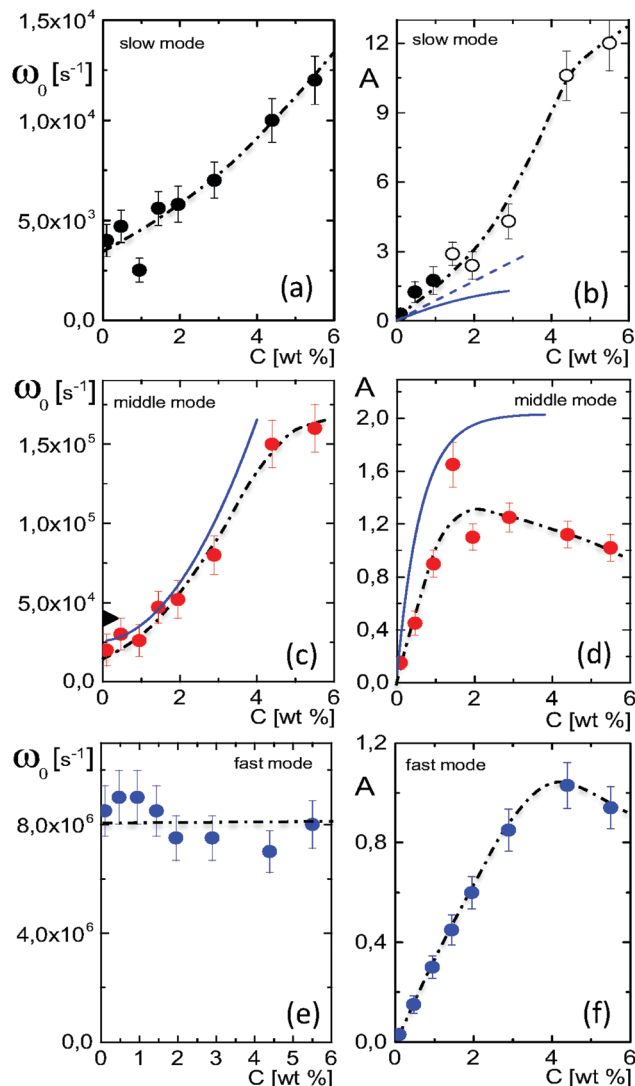 1,5x10⁴
slow mode
ω₀ [s⁻¹]
1,0x10⁴
5,0x10³
(a)
0,0
0 2 4 6
C [wt %]
12
slow mode
A
9
6
3
(b)
0
0 2 4 6
C [wt %]
ω₀ [s⁻¹]
middle mode
1,5x10⁵
1,0x10⁵
5,0x10⁴
(c)
0,0
0 2 4 6
C [wt %]
A
middle mode
2,0
1,6
1,2
0,8
0,4
(d)
0,0
0 2 4 6
C [wt %]
ω₀ [s⁻¹]
fast mode
8,0x10⁶
4,0x10⁶
(e)
0 1 2 3 4 5 6
C [wt %]
1,2
A
fast mode
0,8
0,4
(f)
0,0
0 2 4 6
C [wt %]